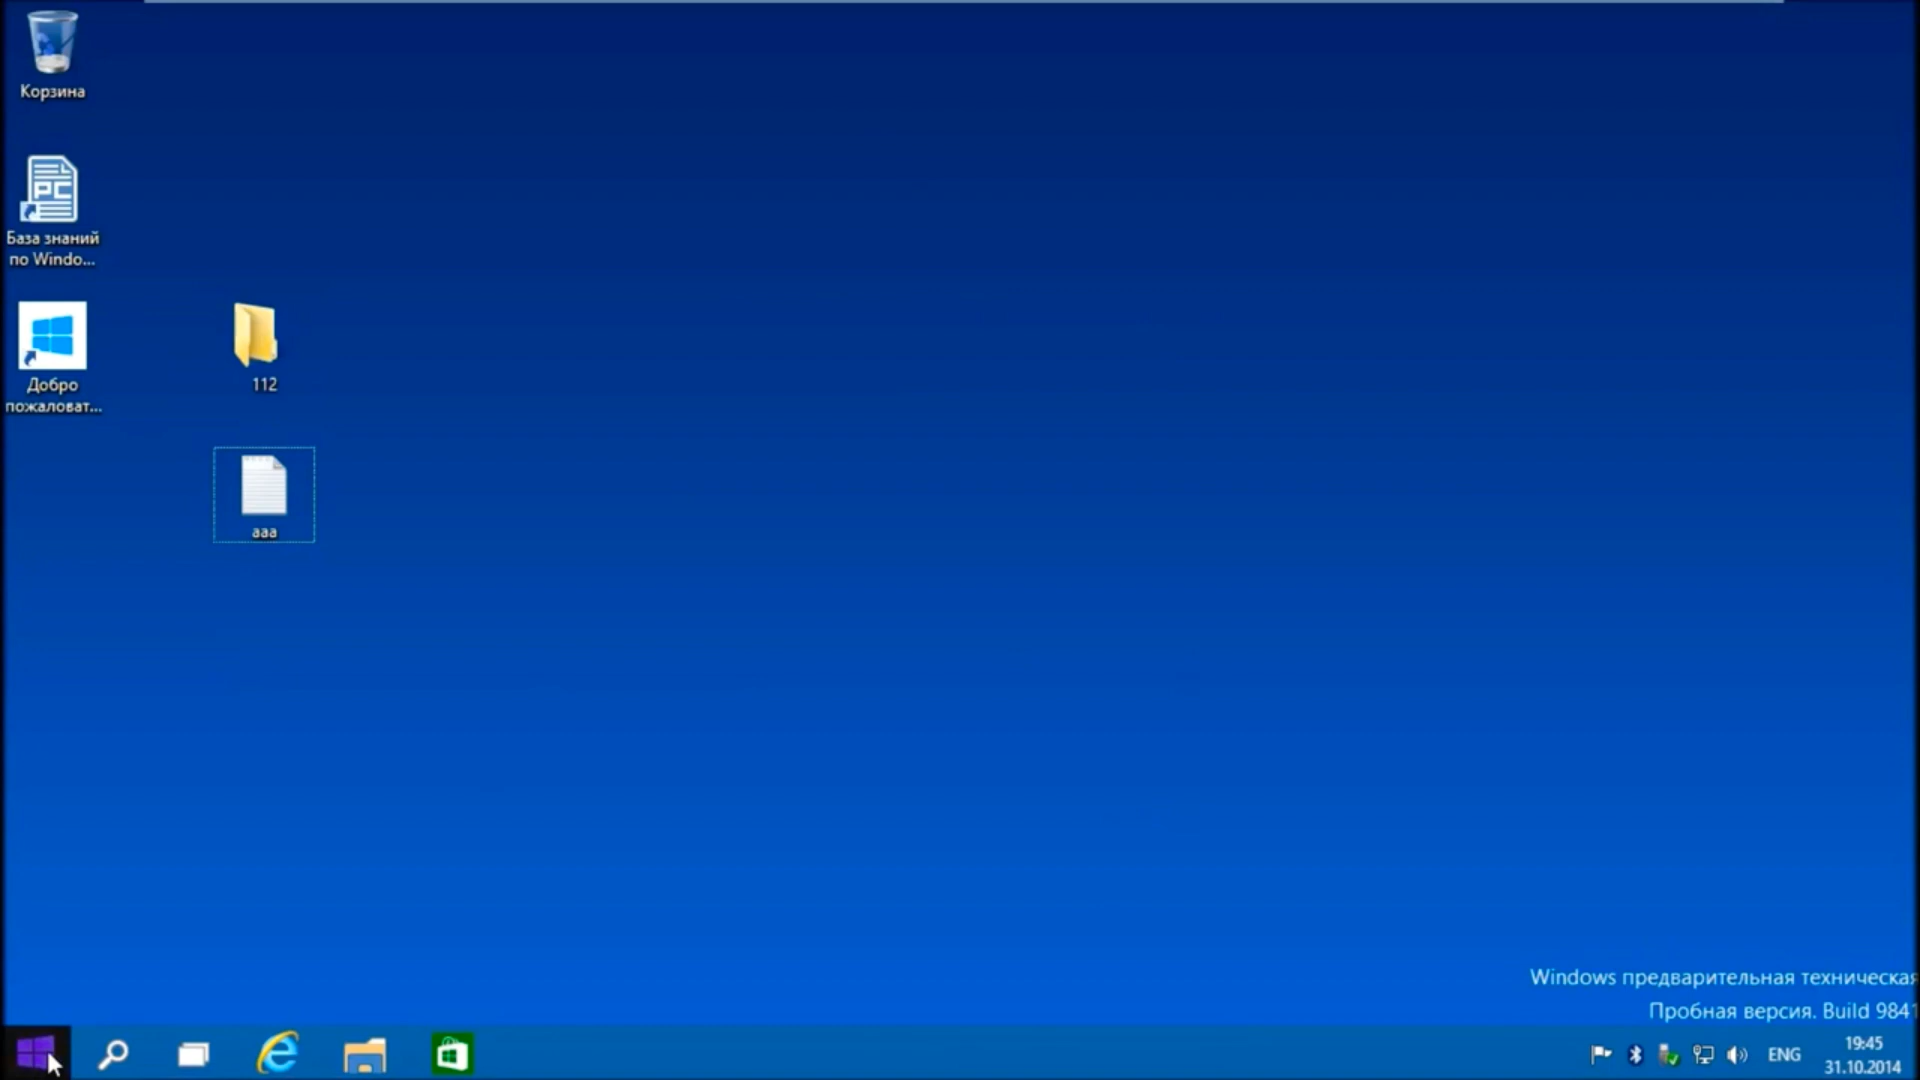 Корзина
PC
База знаний
по Windo...
Добро
пожаловат...
112
aaa
Windows предварительная техническая
Пробная версия. Build 9841
ENG
19:45
31.10.2014